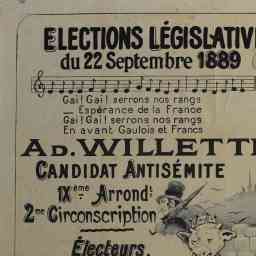 ELECTIONS LÉGISLATIVE
du 22 Septembre 1889
Gai! Gai! serrons nos rangs
Espérance de la France
Gai! Gai! serrons nos rangs
En avant Gaulois et Francs
AD. WILLETTE
CANDIDAT ANTISÉMITE
IXème Arrondt
2me Circonscription
Électeurs,